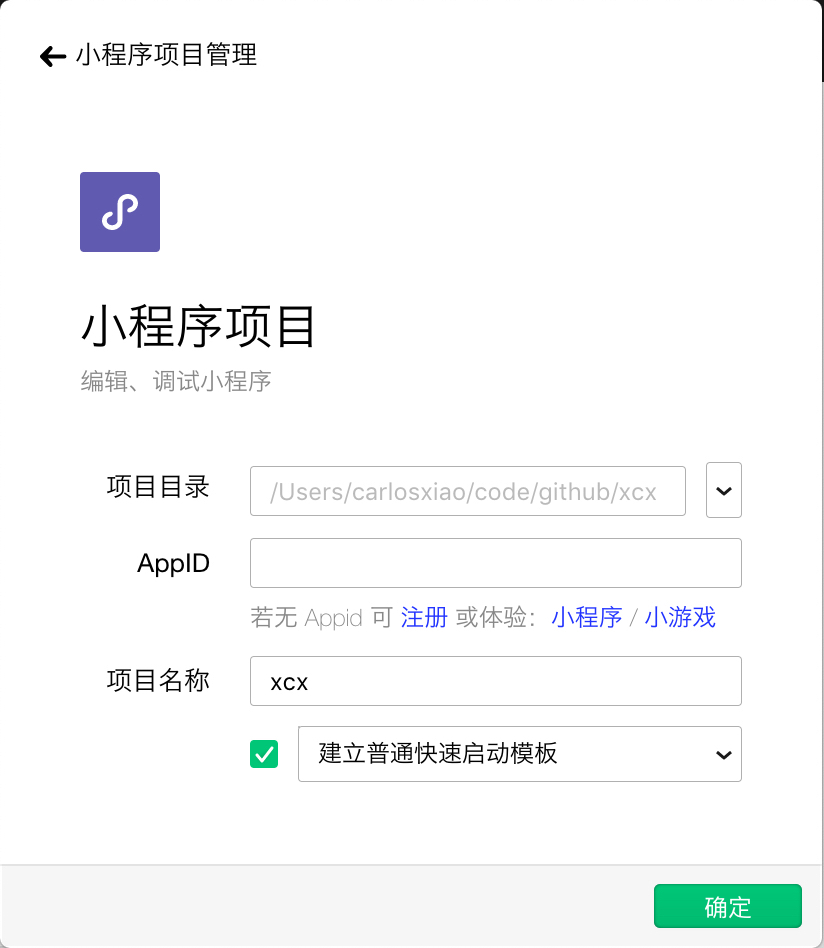 小程序项目管理
小程序项目
编辑、调试小程序
项目目录 /Users/carlosxiao/code/github/xcx
AppID
若无 Appid 可 注册 或体验：小程序 / 小游戏
项目名称 xcx
建立普通快速启动模板
确定